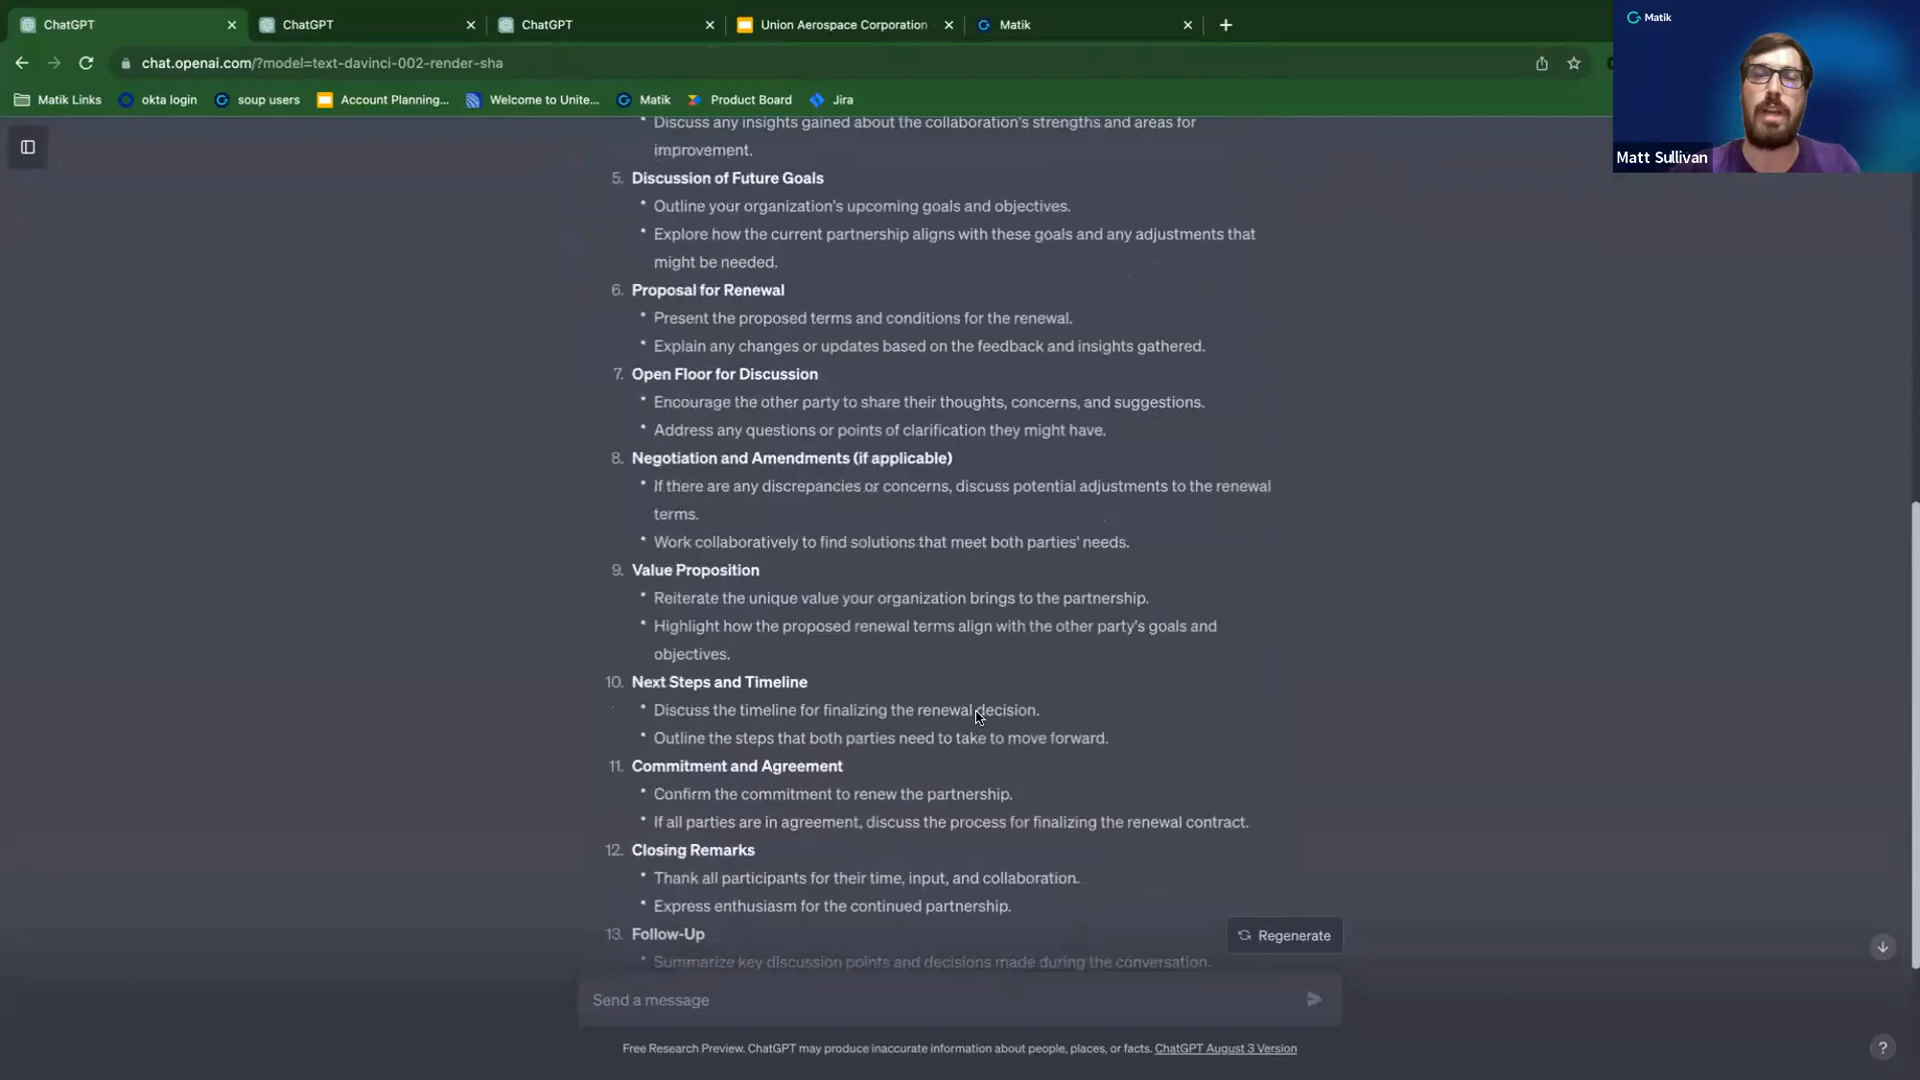 ChatGPT
ChatGPT
ChatGPT
Union Aerospace Corporation
Matik
Matik
chat.openai.com/?model=text-davinci-002-render-sha
Matik Links
okta login
soup users
Account Planning...
Welcome to Unite...
Matik
Product Board
Jira
Matt Sullivan
• Discuss any insights gained about the collaboration's strengths and areas for
improvement.
5. Discussion of Future Goals
• Outline your organization's upcoming goals and objectives.
• Explore how the current partnership aligns with these goals and any adjustments that
might be needed.
6. Proposal for Renewal
• Present the proposed terms and conditions for the renewal.
• Explain any changes or updates based on the feedback and insights gathered.
7. Open Floor for Discussion
• Encourage the other party to share their thoughts, concerns, and suggestions.
• Address any questions or points of clarification they might have.
8. Negotiation and Amendments (if applicable)
• If there are any discrepancies or concerns, discuss potential adjustments to the renewal
terms.
• Work collaboratively to find solutions that meet both parties' needs.
9. Value Proposition
• Reiterate the unique value your organization brings to the partnership.
• Highlight how the proposed renewal terms align with the other party's goals and
objectives.
10. Next Steps and Timeline
• Discuss the timeline for finalizing the renewal decision.
• Outline the steps that both parties need to take to move forward.
11. Commitment and Agreement
• Confirm the commitment to renew the partnership.
• If all parties are in agreement, discuss the process for finalizing the renewal contract.
12. Closing Remarks
• Thank all participants for their time, input, and collaboration.
• Express enthusiasm for the continued partnership.
13. Follow-Up
Regenerate
• Summarize key discussion points and decisions made during the conversation.
Send a message
Free Research Preview. ChatGPT may produce inaccurate information about people, places, or facts. ChatGPT August 3 Version
?